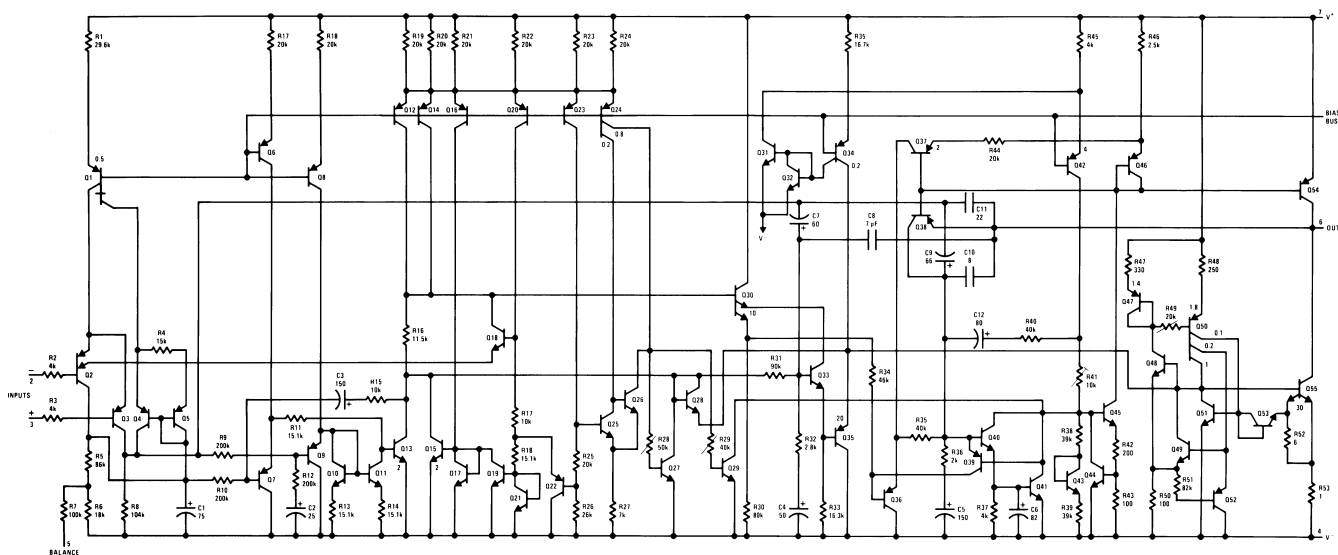 R1 29.6k
R17 20k
R18 20k
R19 20k
R20 20k
R21 20k
R22 20k
R23 20k
R24 20k
R35 16.7k
R45 4k
R46 2.5k
7 V+
0.5
Q1
Q6
Q8
Q12
Q14
Q16
Q20
Q23
Q24
0.8
0.2
Q31
Q32
Q34
0.2
Q37
2
R44 20k
4
Q42
Q46
BIAS BUS
Q54
C7 60
C8 7 pF
Q38
C11 22
C9 66
C10 8
6 OUT
V-
R47 330
R48 250
1.4
Q47
R49 20k
1.8
Q50
0.1
0.2
1
Q30
10
C12 80
R40 40k
R4 15k
R16 11.5k
Q18
R2 4k
- 2
INPUTS
+ 3
R3 4k
Q2
Q3
Q4
Q5
C3 150
R15 10k
R11 15.1k
Q13
2
Q15
2
Q17
Q19
R17 10k
R18 15.1k
Q21
Q22
R25 20k
R26 26k
Q25
Q26
R27 7k
R28 50k
Q27
Q28
R29 40k
Q29
R31 90k
Q33
R34 46k
20
Q35
R32 2.8k
R33 16.3k
C4 50
R30 80k
R35 40k
Q36
R36 2k
C5 150
Q40
Q39
R37 4k
C6 82
Q41
R41 10k
R38 39k
Q43
R39 39k
Q44
Q45
R42 200
R43 100
Q48
Q49
R50 100
R51 82k
Q51
Q52
Q53
Q55
30
R52 6
R53 1
R5 86k
R7 100k
R6 18k
R8 104k
C1 75
R9 200k
R10 200k
Q7
R12 200k
C2 25
Q9
Q10
Q11
R13 15.1k
R14 15.1k
5 BALANCE
4 V-